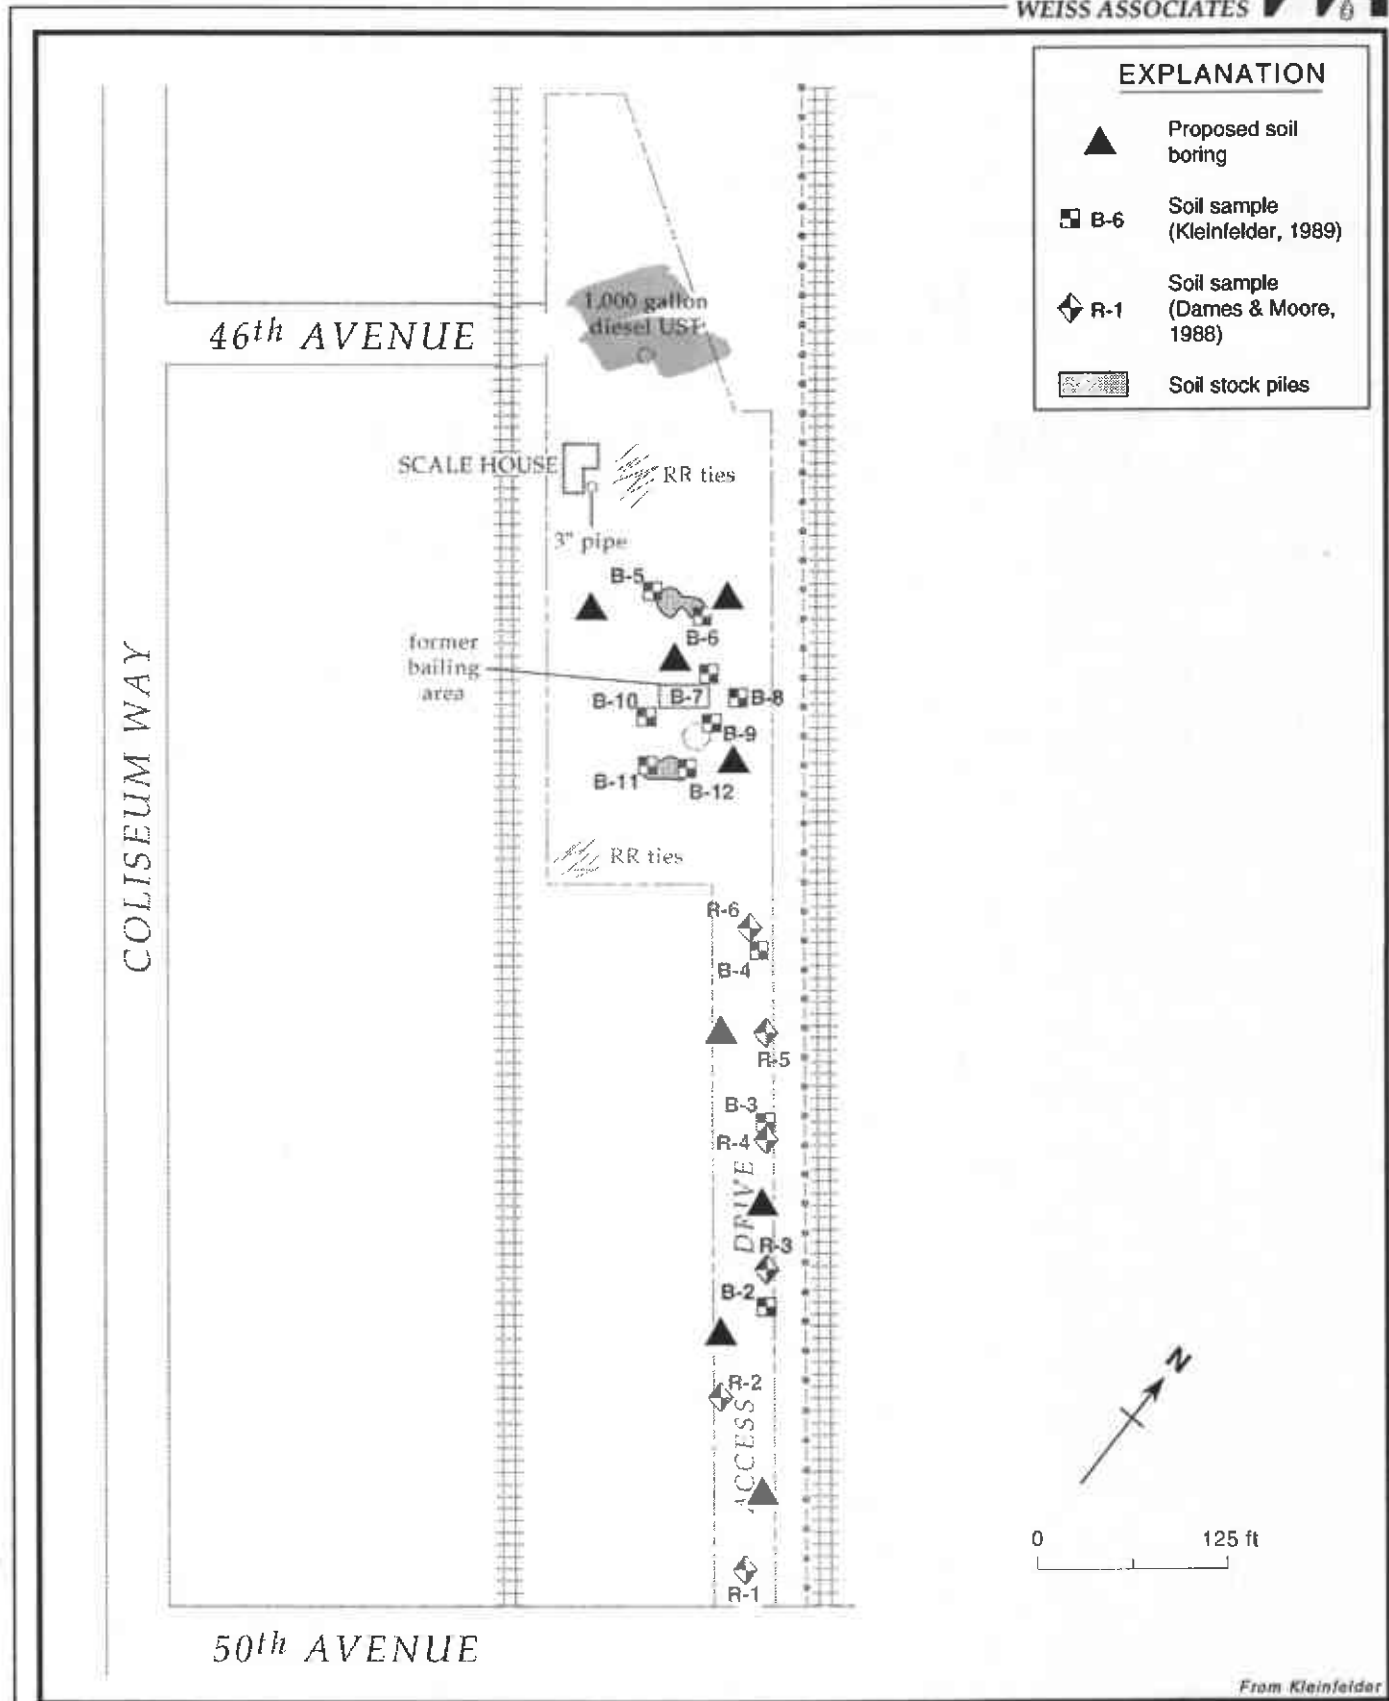 WEISS ASSOCIATES
EXPLANATION
Proposed soil
boring
B-6
Soil sample
(Kleinfelder, 1989)
R-1
Soil sample
(Dames & Moore,
1988)
Soil stock piles
1,000 gallon
diesel UST
46th AVENUE
SCALE HOUSE
RR ties
3" pipe
B-5
B-6
former
bailing
area
B-7
B-8
B-10
B-9
B-11
B-12
RR ties
COLISEUM WAY
R-6
B-4
R-5
B-3
R-4
R-3
B-2
R-2
ACCESS DRIVE
R-1
N
0 125 ft
50th AVENUE
From Kleinfelder